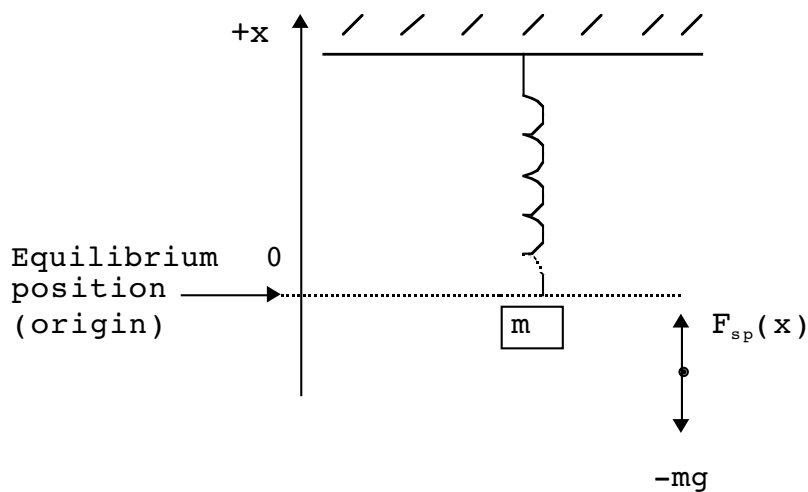 +x
Equilibrium 0
position
(origin)
m
F_sp(x)
-mg